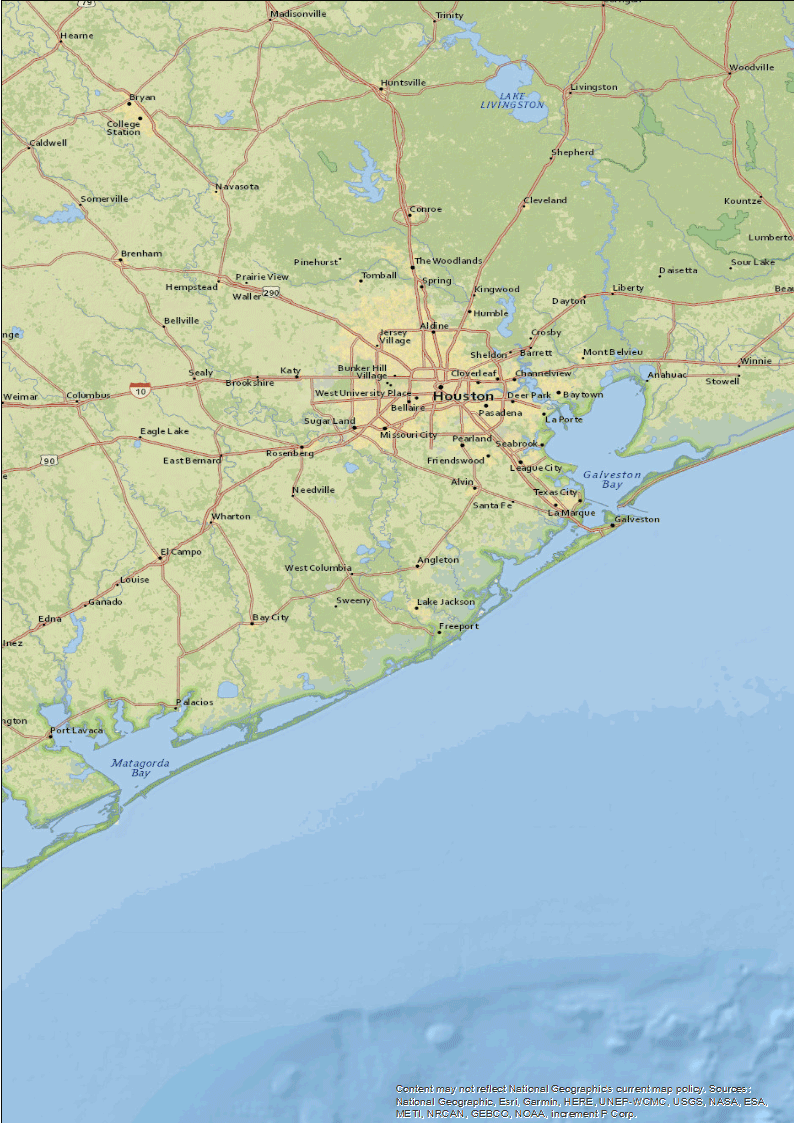 79
Madisonville
Trinity
Hearne
Woodville
Huntsville
Livingston
LAKE
LIVINGSTON
Bryan
College
Station
Caldwell
Shepherd
Navasota
Somerville
Cleveland
Kountze
Conroe
Lumberto
Brenham
Pinehurst
The Woodlands
Sour Lake
Daisetta
Prairie View
Tomball
Spring
Hempstead
Waller
290
Kingwood
Liberty
Beau
Dayton
Humble
Bellville
Aldine
nge
Jersey
Village
Crosby
Sheldon
Barrett
Mont Belvieu
Winnie
Sealy
Katy
Bunker Hill
Village
Cloverleaf
Channelview
Anahuac
Stowell
Brookshire
10
Weimar
Columbus
West University Place
Houston
Deer Park
Baytown
Bellaire
Pasadena
La Porte
Sugar Land
Eagle Lake
Missouri City
Pearland
Seabrook
90
East Bernard
Rosenberg
Friendswood
League City
e
Galveston
Bay
Alvin
Needville
Texas City
Santa Fe
La Marque
Galveston
Wharton
El Campo
Angleton
West Columbia
Louise
Ganado
Sweeny
Lake Jackson
Edna
Bay City
Freeport
Inez
Palacios
ngton
Port Lavaca
Matagorda
Bay
Content may not reflect National Geographic's current map policy. Sources:
National Geographic, Esri, Garmin, HERE, UNEP-WCMC, USGS, NASA, ESA,
METI, NRCAN, GEBCO, NOAA, increment P Corp.